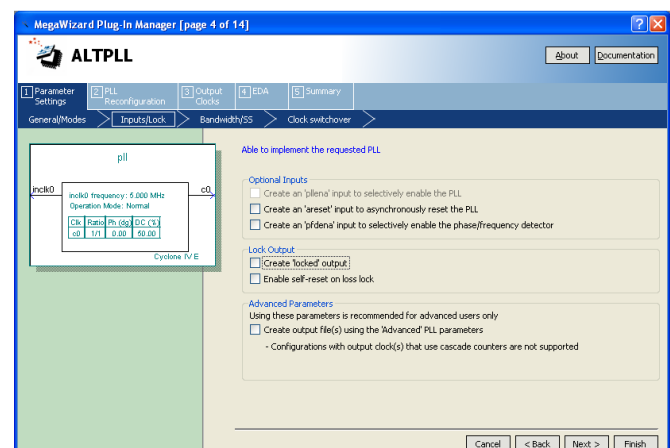 MegaWizard Plug-In Manager [page 4 of 14]
ALTPLL
About
Documentation
1 Parameter Settings
2 PLL Reconfiguration
3 Output Clocks
4 EDA
5 Summary
General/Modes
Inputs/Lock
Bandwidth/SS
Clock switchover
pll
inclk0
c0
inclk0 frequency: 5.000 MHz
Operation Mode: Normal
Clk Ratio Ph (dg) DC (%)
c0 1/1 0.00 50.00
Cyclone IV E
Able to implement the requested PLL
Optional Inputs
Create an 'pllena' input to selectively enable the PLL
Create an 'areset' input to asynchronously reset the PLL
Create an 'pfdena' input to selectively enable the phase/frequency detector
Lock Output
Create 'locked' output
Enable self-reset on loss lock
Advanced Parameters
Using these parameters is recommended for advanced users only
Create output file(s) using the 'Advanced' PLL parameters
- Configurations with output clock(s) that use cascade counters are not supported
Cancel
< Back
Next >
Finish